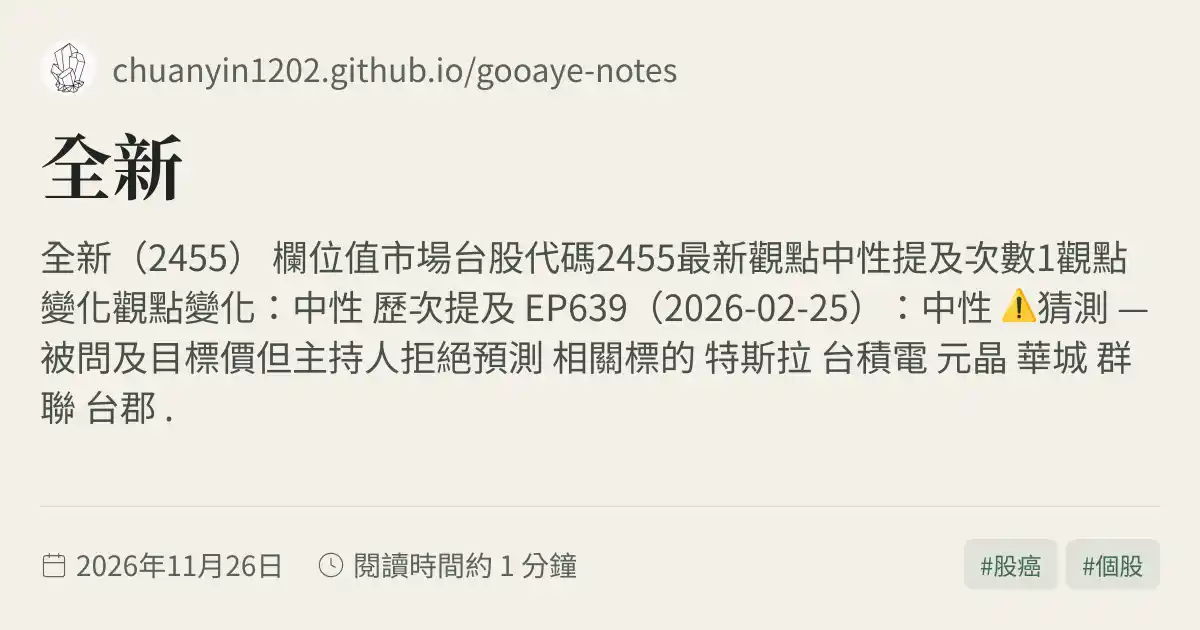 chuanyin1202.github.io/gooaye-notes
全新
全新（2455） 欄位值市場台股代碼2455最新觀點中性提及次數1觀點
變化觀點變化：中性 歷次提及 EP639（2026-02-25）：中性 ⚠️猜測 —
被問及目標價但主持人拒絕預測 相關標的 特斯拉 台積電 元晶 華城 群
聯 台郡 .
2026年11月26日 閱讀時間約 1 分鐘 #股癌 #個股